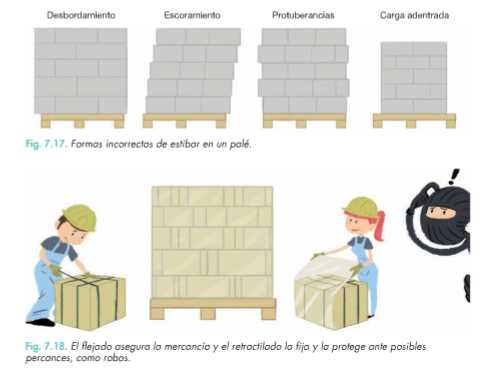 Desbordamiento Escoramiento Protuberancias Carga adentrada
Fig. 7.17. Formas incorrectas de estibar en un palé.
!
Fig. 7.18. El flejado asegura la mercancía y el retractilado la fija y la protege ante posibles
percances, como robos.